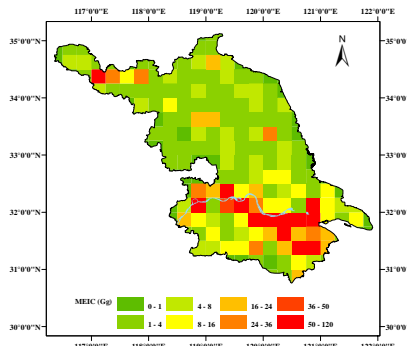 117°0'0"E 118°0'0"E 119°0'0"E 120°0'0"E 121°0'0"E 122°0'0"E
N
35°0'0"N 35°0'0"N
34°0'0"N 34°0'0"N
33°0'0"N 33°0'0"N
32°0'0"N 32°0'0"N
31°0'0"N 31°0'0"N
MEIC (Gg) 0 - 1 4 - 8 16 - 24 36 - 50
1 - 4 8 - 16 24 - 36 50 - 120
30°0'0"N 30°0'0"N